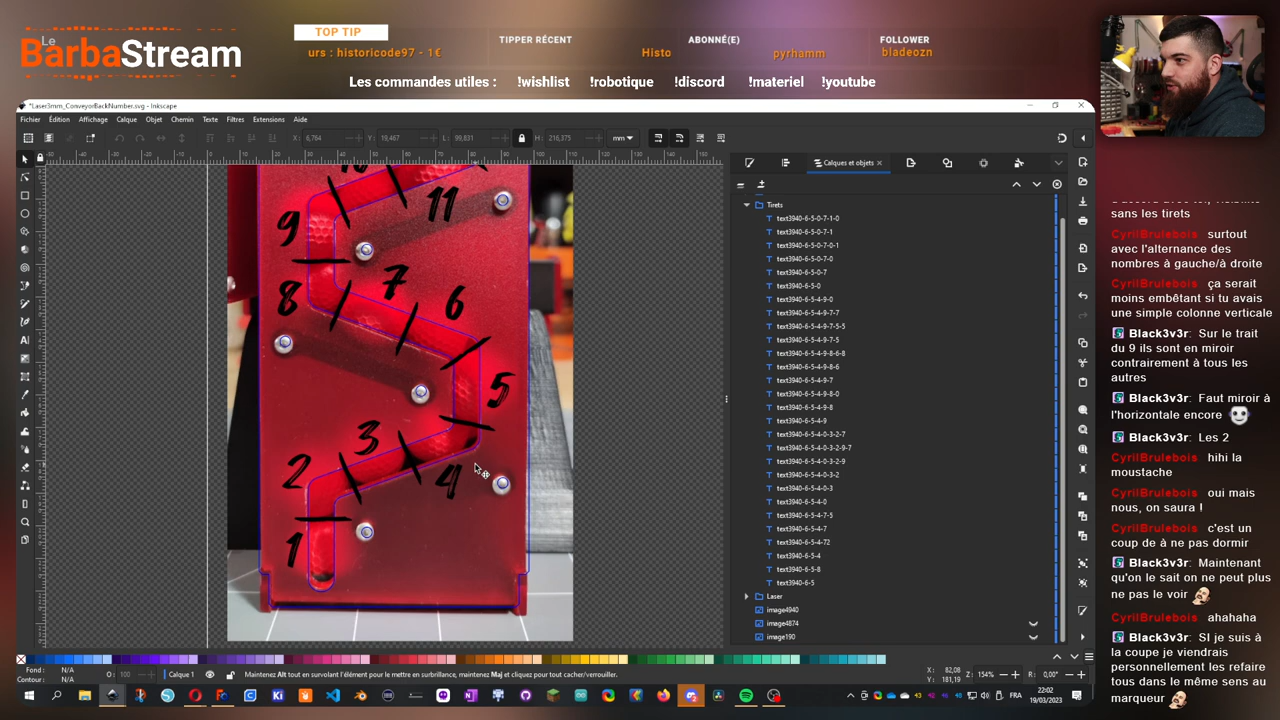 Le
BarbaStream
TOP TIP
urs : historicode97 - 1€
TIPPER RÉCENT
Histo
ABONNÉ(E)
pyrhamm
FOLLOWER
bladeozn
Les commandes utiles : !wishlist !robotique !discord !materiel !youtube
*Laser3mm_ConveyorBackNumber.svg - Inkscape
Fichier Édition Affichage Calque Objet Chemin Texte Filtres Extensions Aide
X: 6,764 Y: 19,467 L: 99,831 H: 216,375 mm
Calques et objets
Tirets
text3940-6-5-0-7-1-0
text3940-6-5-0-7-1
text3940-6-5-0-7-0-1
text3940-6-5-0-7-0
text3940-6-5-0-7
text3940-6-5-0
text3940-6-5-4-9-0
text3940-6-5-4-9-7-7
text3940-6-5-4-9-7-5-5
text3940-6-5-4-9-7-5
text3940-6-5-4-9-8-6-8
text3940-6-5-4-9-8-6
text3940-6-5-4-9-7
text3940-6-5-4-9-8-0
text3940-6-5-4-9-8
text3940-6-5-4-9
text3940-6-5-4-0-3-2-7
text3940-6-5-4-0-3-2-9-7
text3940-6-5-4-0-3-2-9
text3940-6-5-4-0-3-2
text3940-6-5-4-0-3
text3940-6-5-4-0
text3940-6-5-4-7-5
text3940-6-5-4-7
text3940-6-5-4-72
text3940-6-5-4
text3940-6-5-8
text3940-6-5
Laser
image4940
image4874
image190
11
9
8
7
6
5
3
2
4
1
Fond : N/A
Contour : N/A
O: 100
Calque 1
Maintenez Alt tout en survolant l'élément pour le mettre en surbrillance, maintenez Maj et cliquez pour tout cacher/verrouiller.
X: 82,08
Y: 181,19
Z: 154%
R: 0,00°
FR
22:02
19/03/2023
sans les tirets
CyrilBrulebois: surtout
avec l'alternance des
nombres à gauche/à droite
CyrilBrulebois: ça serait
moins embêtant si tu avais
une simple colonne verticale
Black3v3r: Sur le trait
du 9 ils sont en miroir
contrairement à tous les
autres
Black3v3r: Faut miroir à
l'horizontale encore
Black3v3r: Les 2
CyrilBrulebois: hihi la
moustache
CyrilBrulebois: oui mais
nous, on saura !
CyrilBrulebois: c'est un
coup de à ne pas dormir
Black3v3r: Maintenant
qu'on le sait on ne peut plus
ne pas le voir
CyrilBrulebois: ahahaha
Black3v3r: SI je suis à
la coupe je viendrais
personnellement les refaire
tous dans le même sens au
marqueur